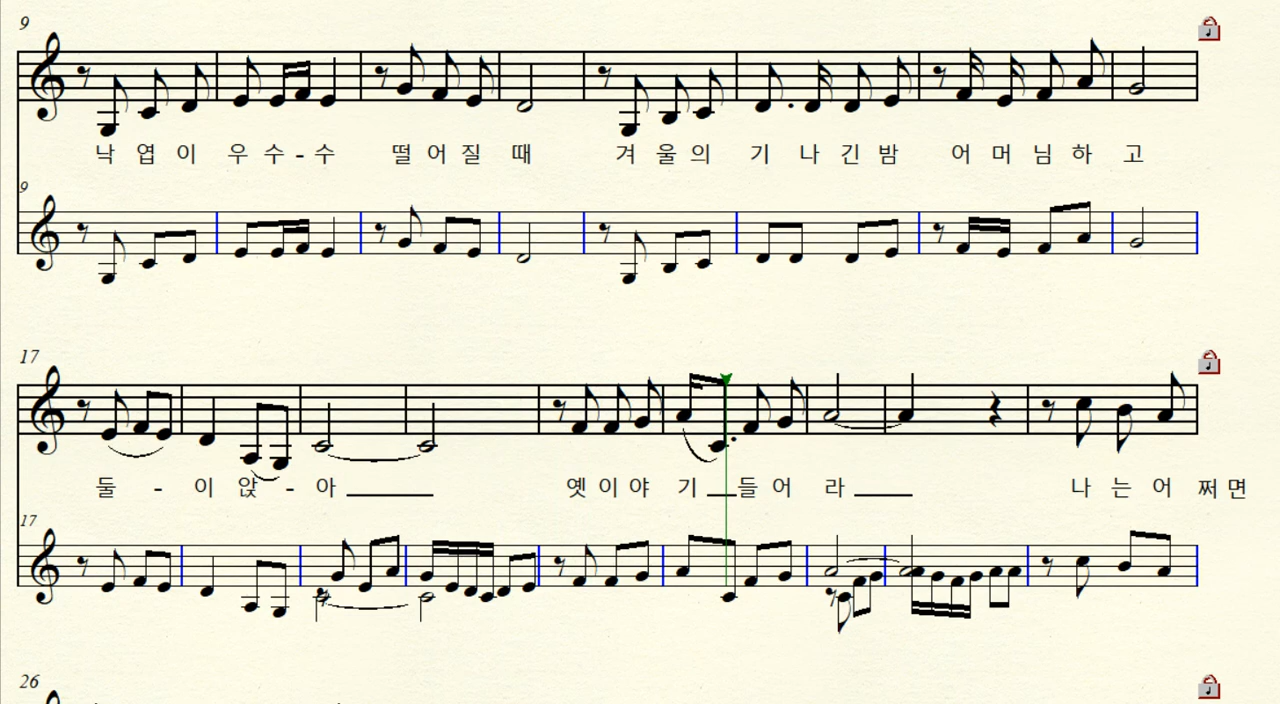 9
낙 엽 이 우 수 - 수 떨 어 질 때 겨 울 의 기 나 긴 밤 어 머 님 하 고
9
17
둘 - 이 앉 - 아 옛 이 야 기 들 어 라 나 는 어 쩌 면
17
26